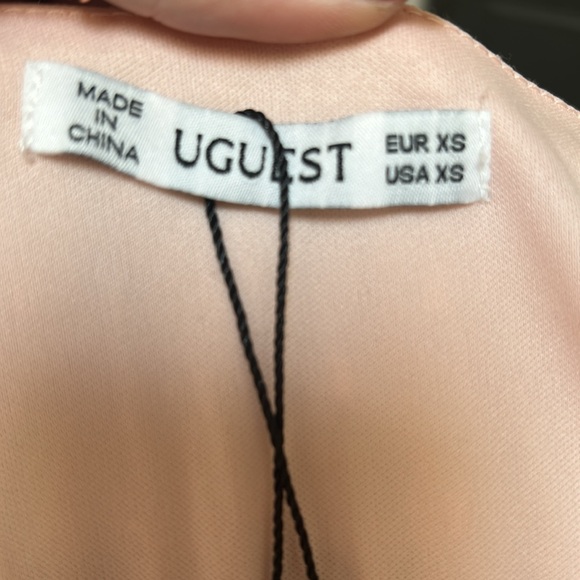 MADE
IN
CHINA
UGUEST
EUR XS
USA XS